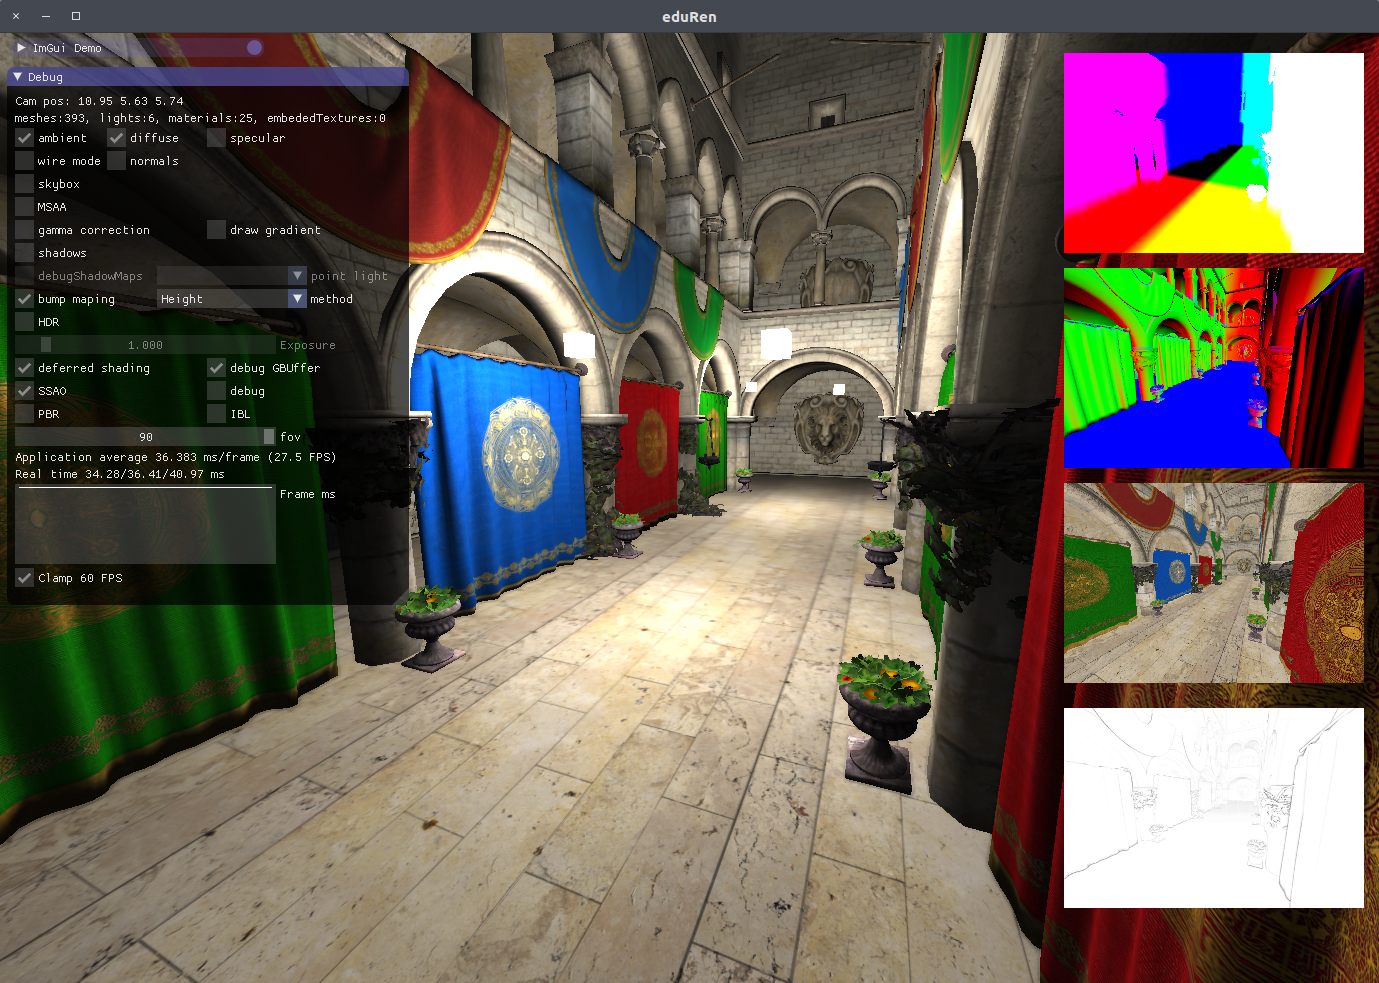 eduRen
ImGui Demo
Debug
Cam pos: 10.95 5.63 5.74
meshes:393, lights:6, materials:25, embededTextures:0
ambient diffuse specular
wire mode normals
skybox
MSAA
gamma correction draw gradient
shadows
debugShadowMaps point light
bump maping Height method
HDR
1.000 Exposure
deferred shading debug GBUffer
SSAO debug
PBR IBL
90 fov
Application average 36.383 ms/frame (27.5 FPS)
Real time 34.28/36.41/40.97 ms
Frame ms
Clamp 60 FPS